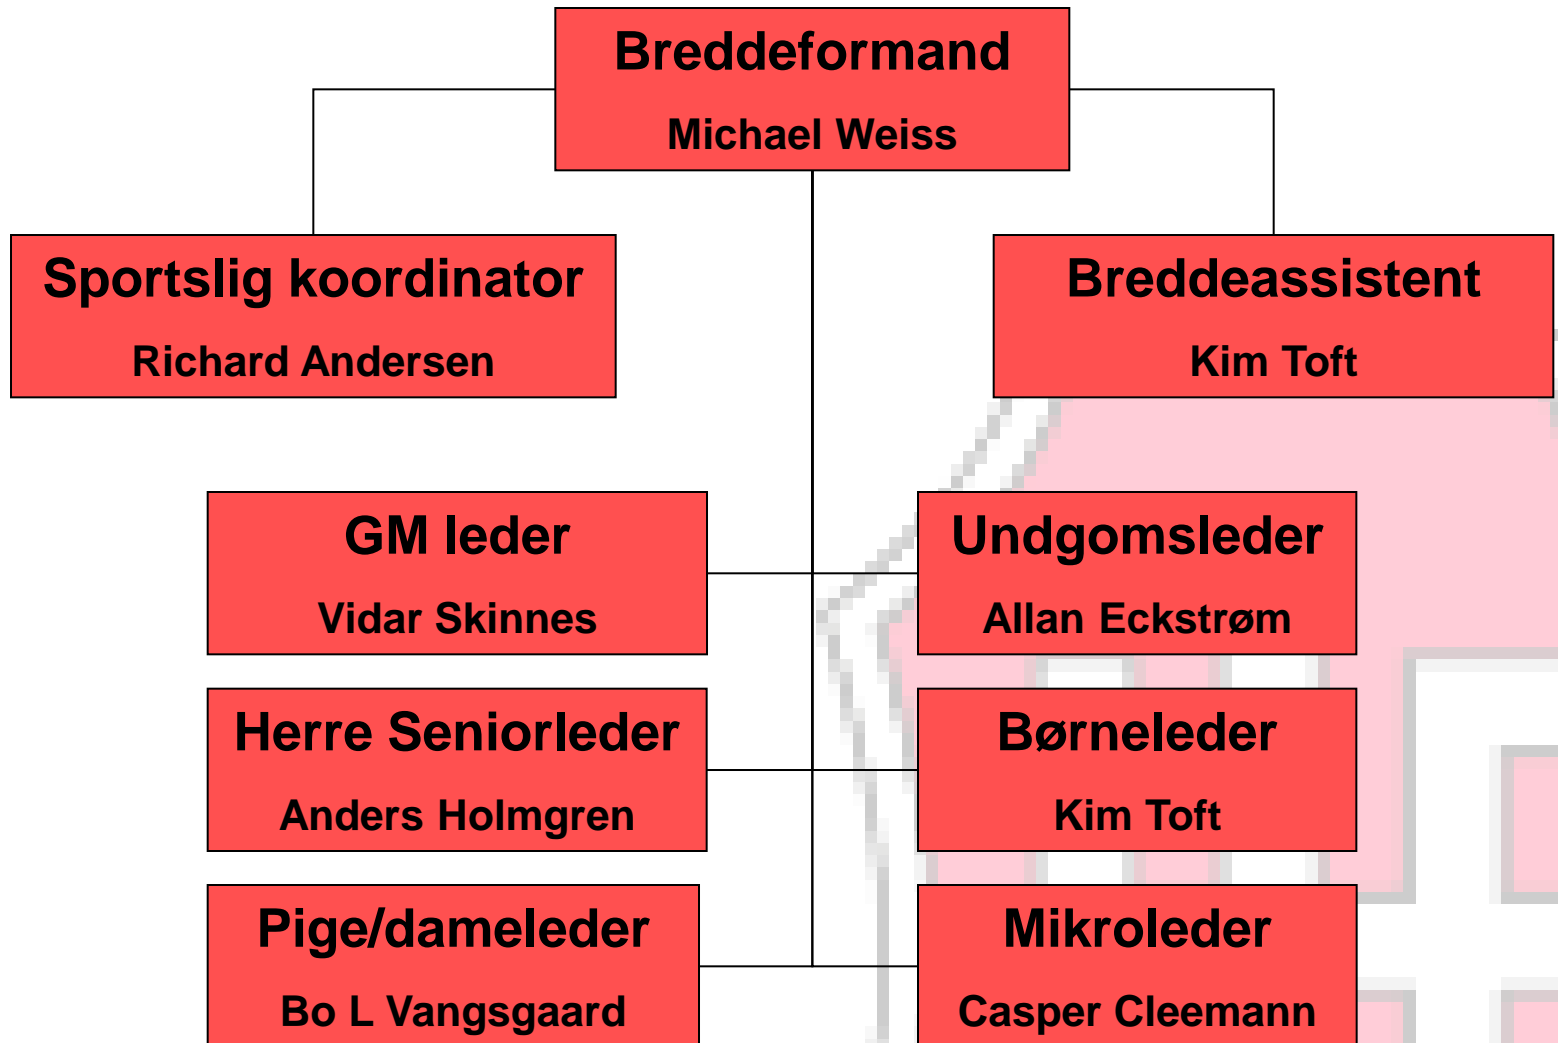 Breddeformand
Michael Weiss
Sportslig koordinator
Richard Andersen
Breddeassistent
Kim Toft
GM leder
Vidar Skinnes
Undgomsleder
Allan Eckstrøm
Herre Seniorleder
Anders Holmgren
Børneleder
Kim Toft
Pige/dameleder
Bo L Vangsgaard
Mikroleder
Casper Cleemann